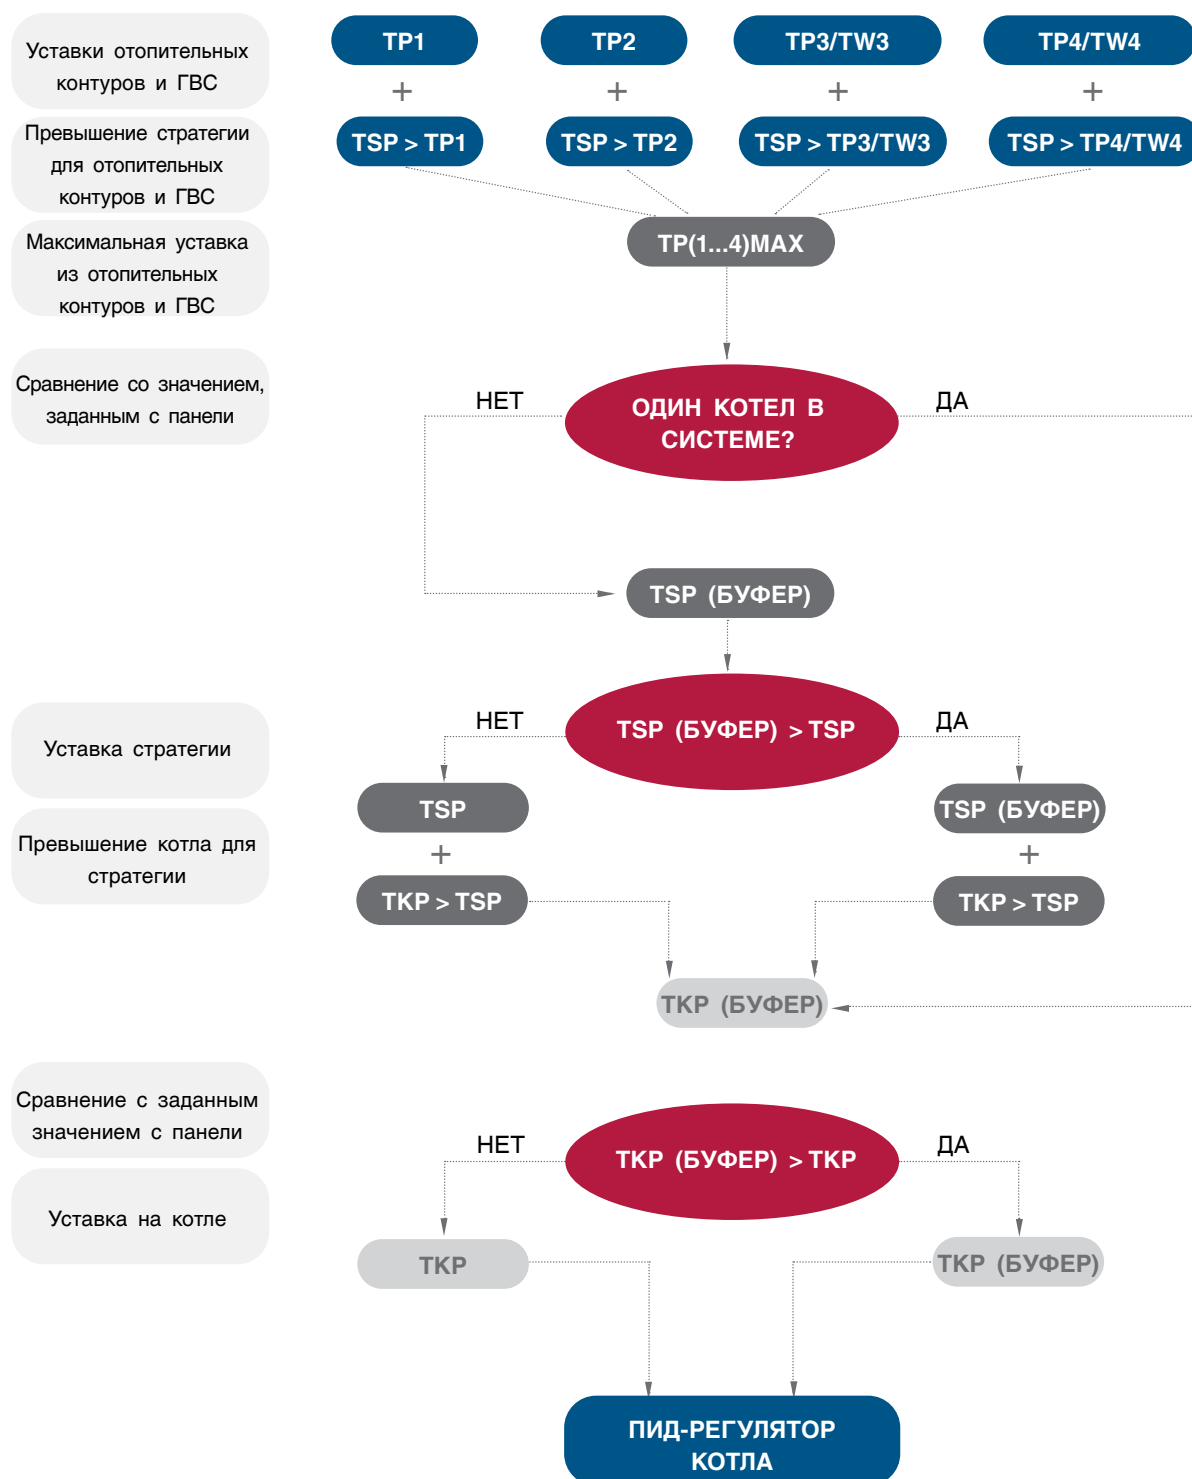 Уставки отопительных
контуров и ГВС
TP1
TP2
TP3/TW3
TP4/TW4
+
+
+
+
Превышение стратегии
для отопительных
контуров и ГВС
TSP > TP1
TSP > TP2
TSP > TP3/TW3
TSP > TP4/TW4
Максимальная уставка
из отопительных
контуров и ГВС
TP(1...4)MAX
Сравнение со значением,
заданным с панели
НЕТ
ОДИН КОТЕЛ В
СИСТЕМЕ?
ДА
TSP (БУФЕР)
Уставка стратегии
НЕТ
TSP (БУФЕР) > TSP
ДА
TSP
TSP (БУФЕР)
Превышение котла для
стратегии
+
+
TKP > TSP
TKP > TSP
TKP (БУФЕР)
Сравнение с заданным
значением с панели
НЕТ
TKP (БУФЕР) > TKP
ДА
Уставка на котле
TKP
TKP (БУФЕР)
ПИД-РЕГУЛЯТОР
КОТЛА